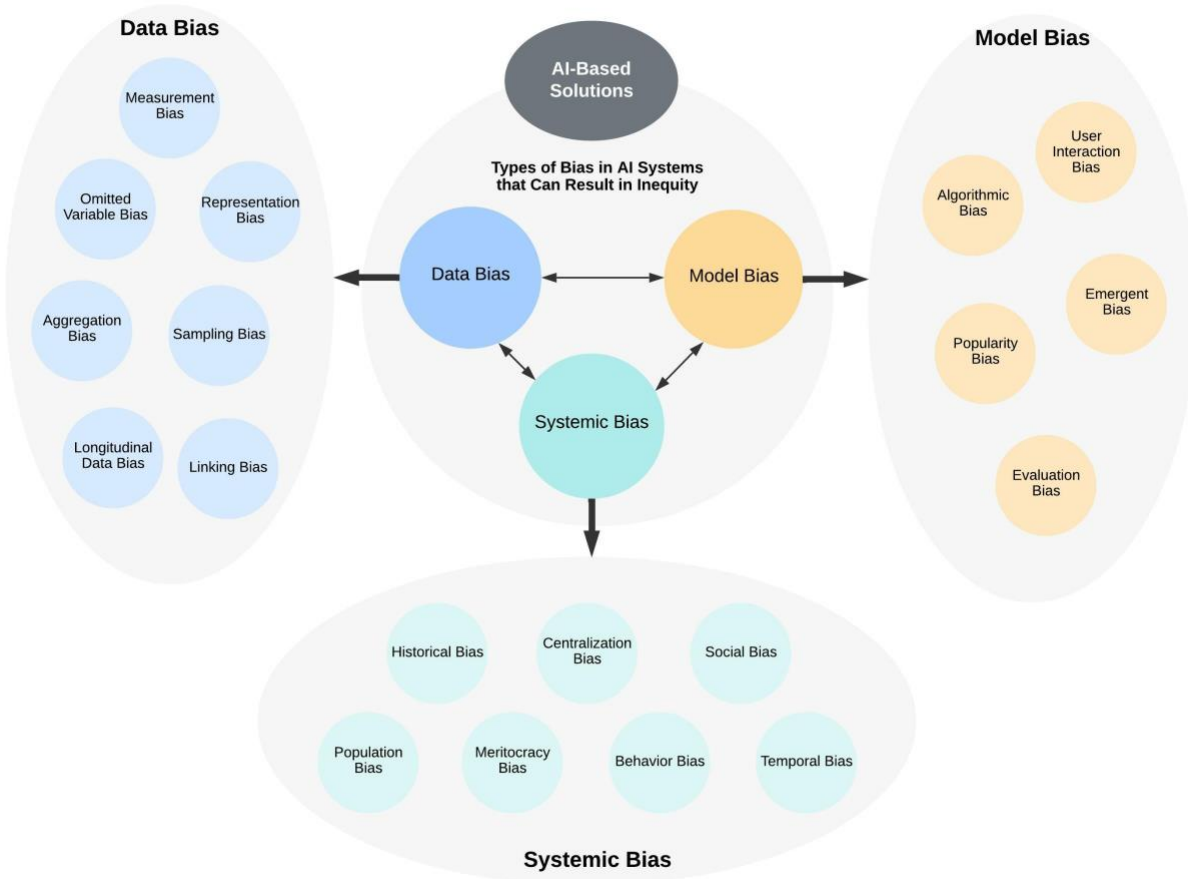 Data Bias
Measurement
Bias
Omitted
Variable Bias
Representation
Bias
Aggregation
Bias
Sampling Bias
Longitudinal
Data Bias
Linking Bias
AI-Based
Solutions
Types of Bias in AI Systems
that Can Result in Inequity
Data Bias
Model Bias
Systemic Bias
Model Bias
User
Interaction
Bias
Algorithmic
Bias
Emergent
Bias
Popularity
Bias
Evaluation
Bias
Historical Bias
Centralization
Bias
Social Bias
Population
Bias
Meritocracy
Bias
Behavior Bias
Temporal Bias
Systemic Bias